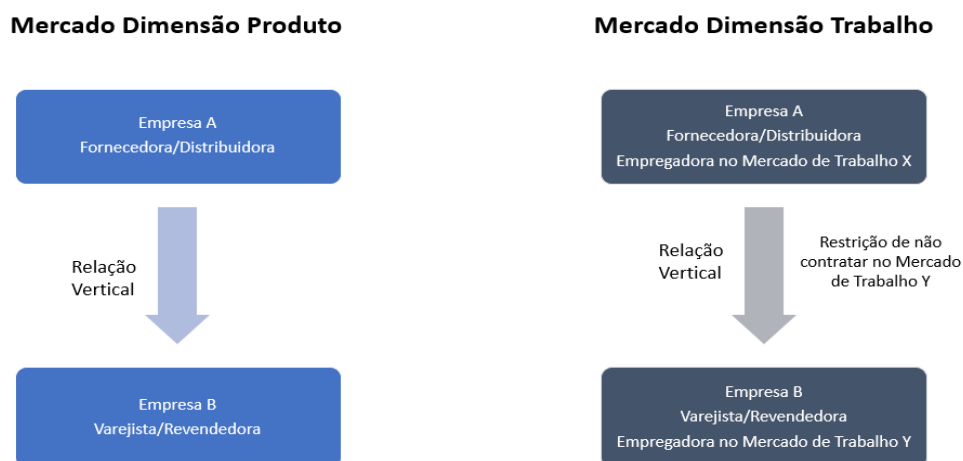 Mercado Dimensão Produto
Empresa A
Fornecedora/Distribuidora
Relação
Vertical
Empresa B
Varejista/Revendedora
Mercado Dimensão Trabalho
Empresa A
Fornecedora/Distribuidora
Empregadora no Mercado de Trabalho X
Relação
Vertical
Restrição de não
contratar no Mercado
de Trabalho Y
Empresa B
Varejista/Revendedora
Empregadora no Mercado de Trabalho Y